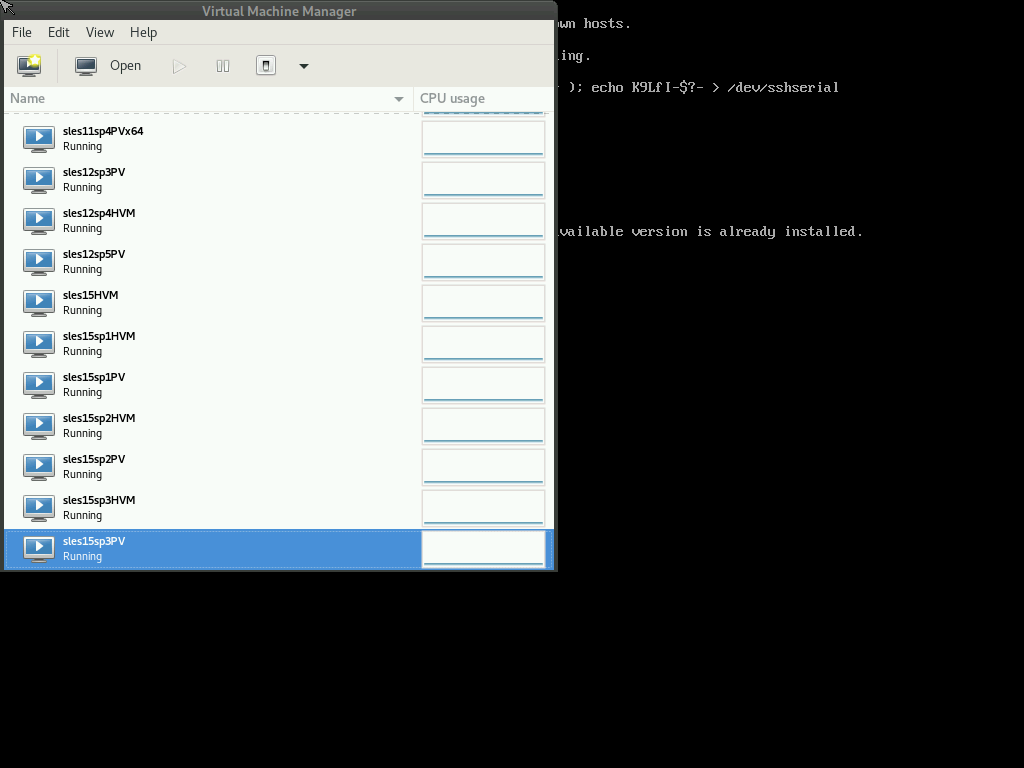 Virtual Machine Manager
File Edit View Help
Open
Name CPU usage
sles11sp4PVx64
Running
sles12sp3PV
Running
sles12sp4HVM
Running
sles12sp5PV
Running
sles15HVM
Running
sles15sp1HVM
Running
sles15sp1PV
Running
sles15sp2HVM
Running
sles15sp2PV
Running
sles15sp3HVM
Running
sles15sp3PV
Running
wn hosts.
ing.
); echo K9LfI-$?- > /dev/sshserial
vailable version is already installed.